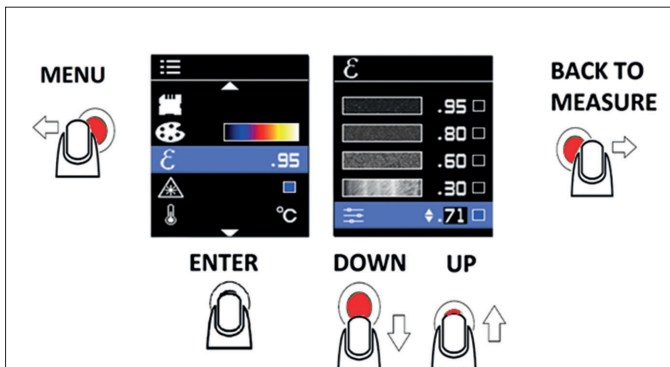 MENU
ℰ .95
°C
ℰ
.95
.80
.60
.30
.71
BACK TO
MEASURE
ENTER
DOWN UP